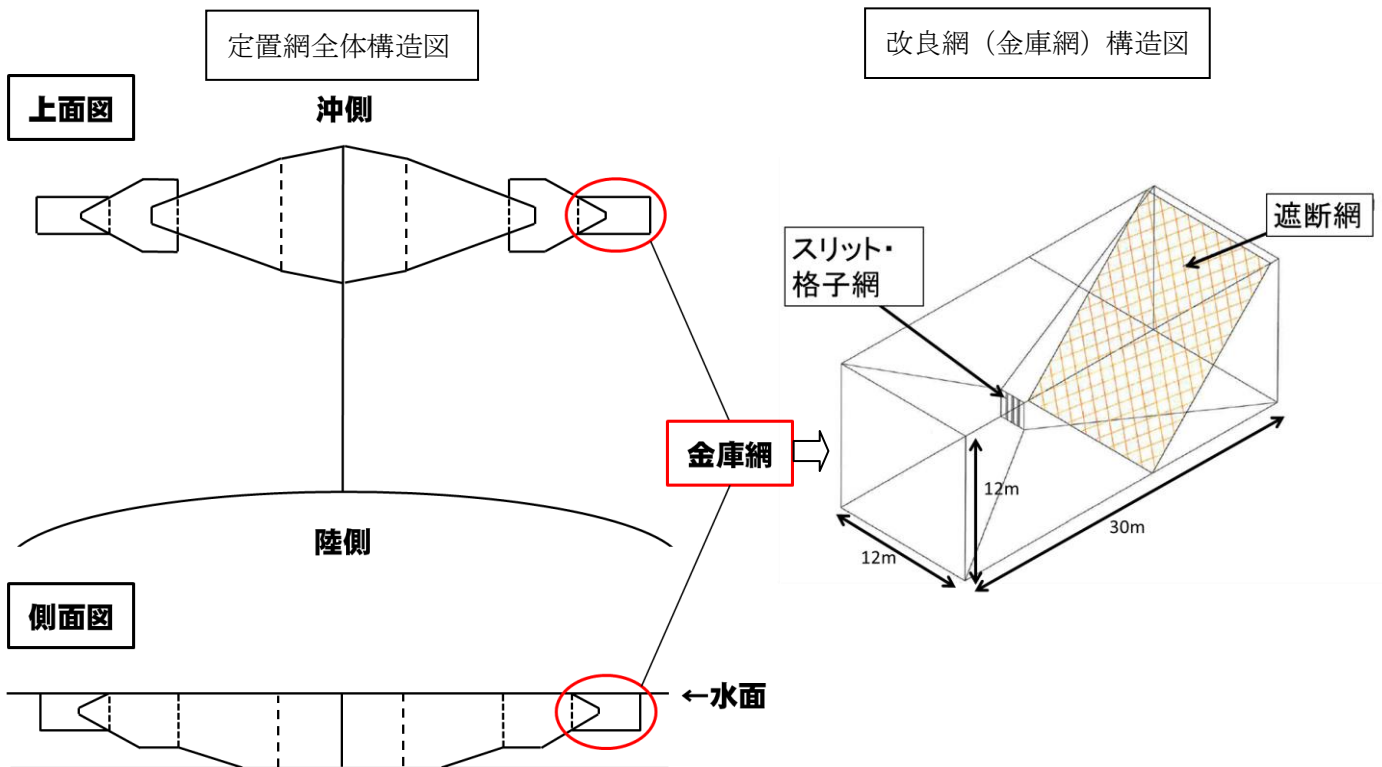 定置網全体構造図
改良網（金庫網）構造図
上面図
沖側
遮断網
スリット・
格子網
金庫網
12m
12m
30m
陸側
側面図
←水面